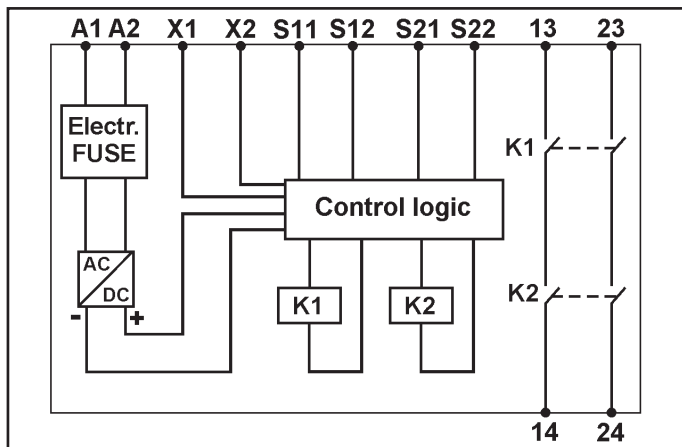 A1 A2 X1 X2 S11 S12 S21 S22 13 23
Electr.
FUSE
K1
Control logic
AC
DC
- +
K1 K2
K2
14 24